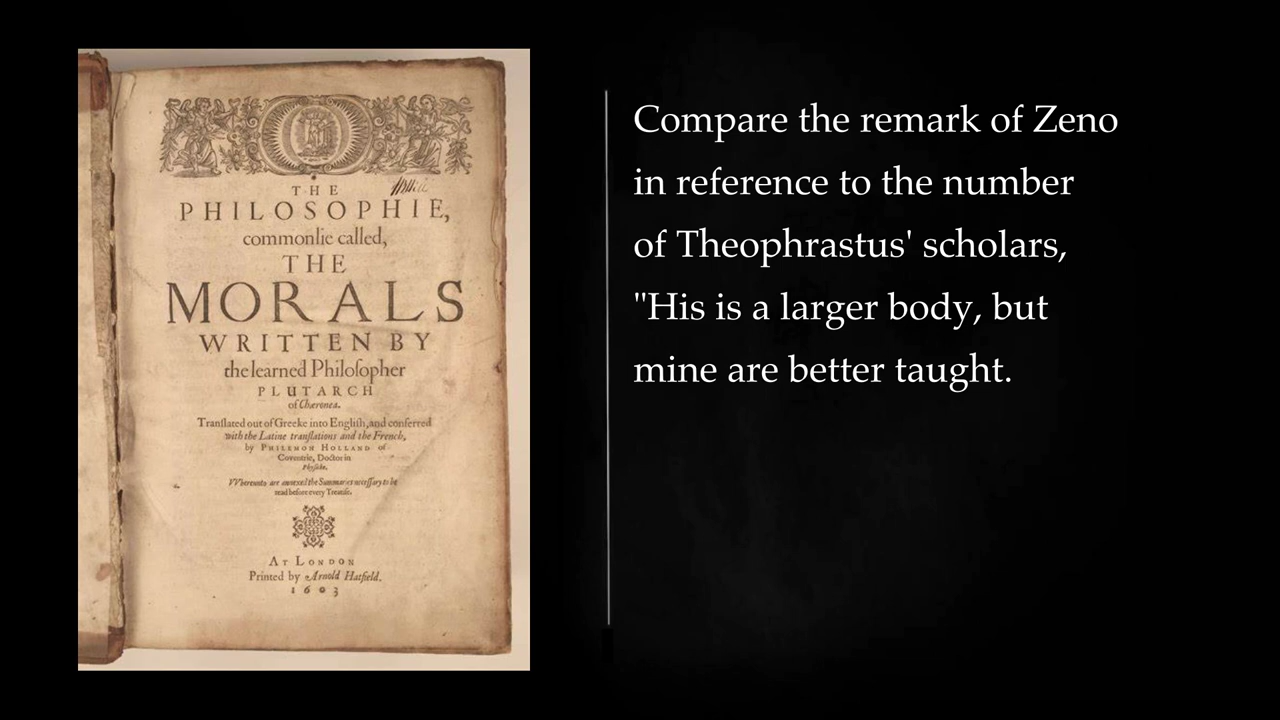 THE
PHILOSOPHIE,
commonlie called,
THE
MORALS
WRITTEN BY
the learned Philoſopher
PLUTARCH
of Chæronea.
Tranſlated out of Greeke into Engliſh, and conferred
with the Latine tranſlations and the French,
by PHILEMON HOLLAND of
Coventrie, Doctor in
Phyſicke.
VVhereunto are annexed the Summaries neceſſary to be
read before every Treatiſe.
AT LONDON
Printed by Arnold Hatfield.
1603
Compare the remark of Zeno
in reference to the number
of Theophrastus' scholars,
"His is a larger body, but
mine are better taught.